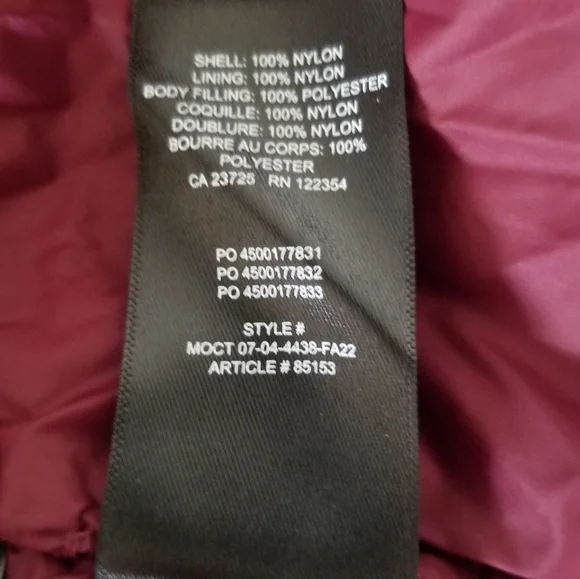 SHELL: 100% NYLON
LINING: 100% NYLON
BODY FILLING: 100% POLYESTER
COQUILLE: 100% NYLON
DOUBLURE: 100% NYLON
BOURRE AU CORPS: 100%
POLYESTER
CA 23725 RN 122354
PO 4500177831
PO 4500177832
PO 4500177833
STYLE #
MOCT 07-04-4438-FA22
ARTICLE # 85153